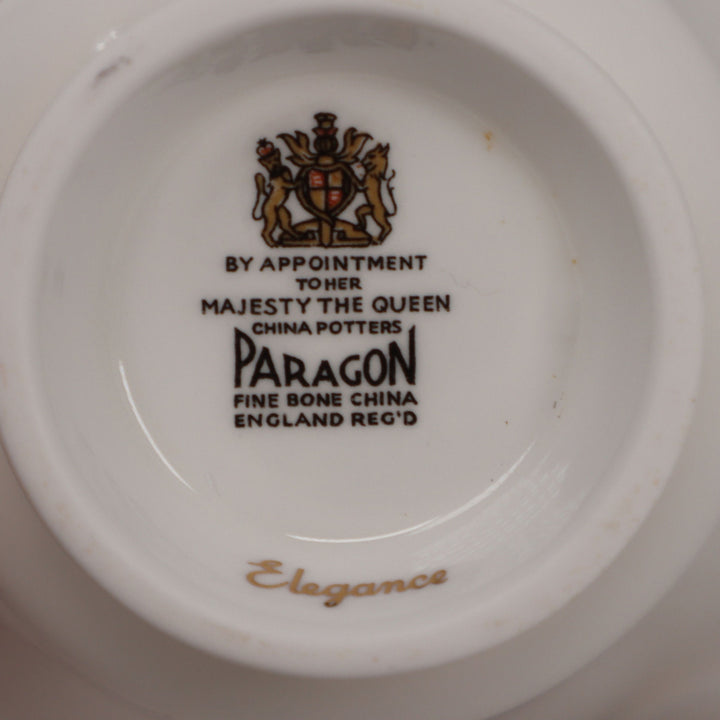 BY APPOINTMENT
TO HER
MAJESTY THE QUEEN
CHINA POTTERS
PARAGON
FINE BONE CHINA
ENGLAND REG'D
Elegance